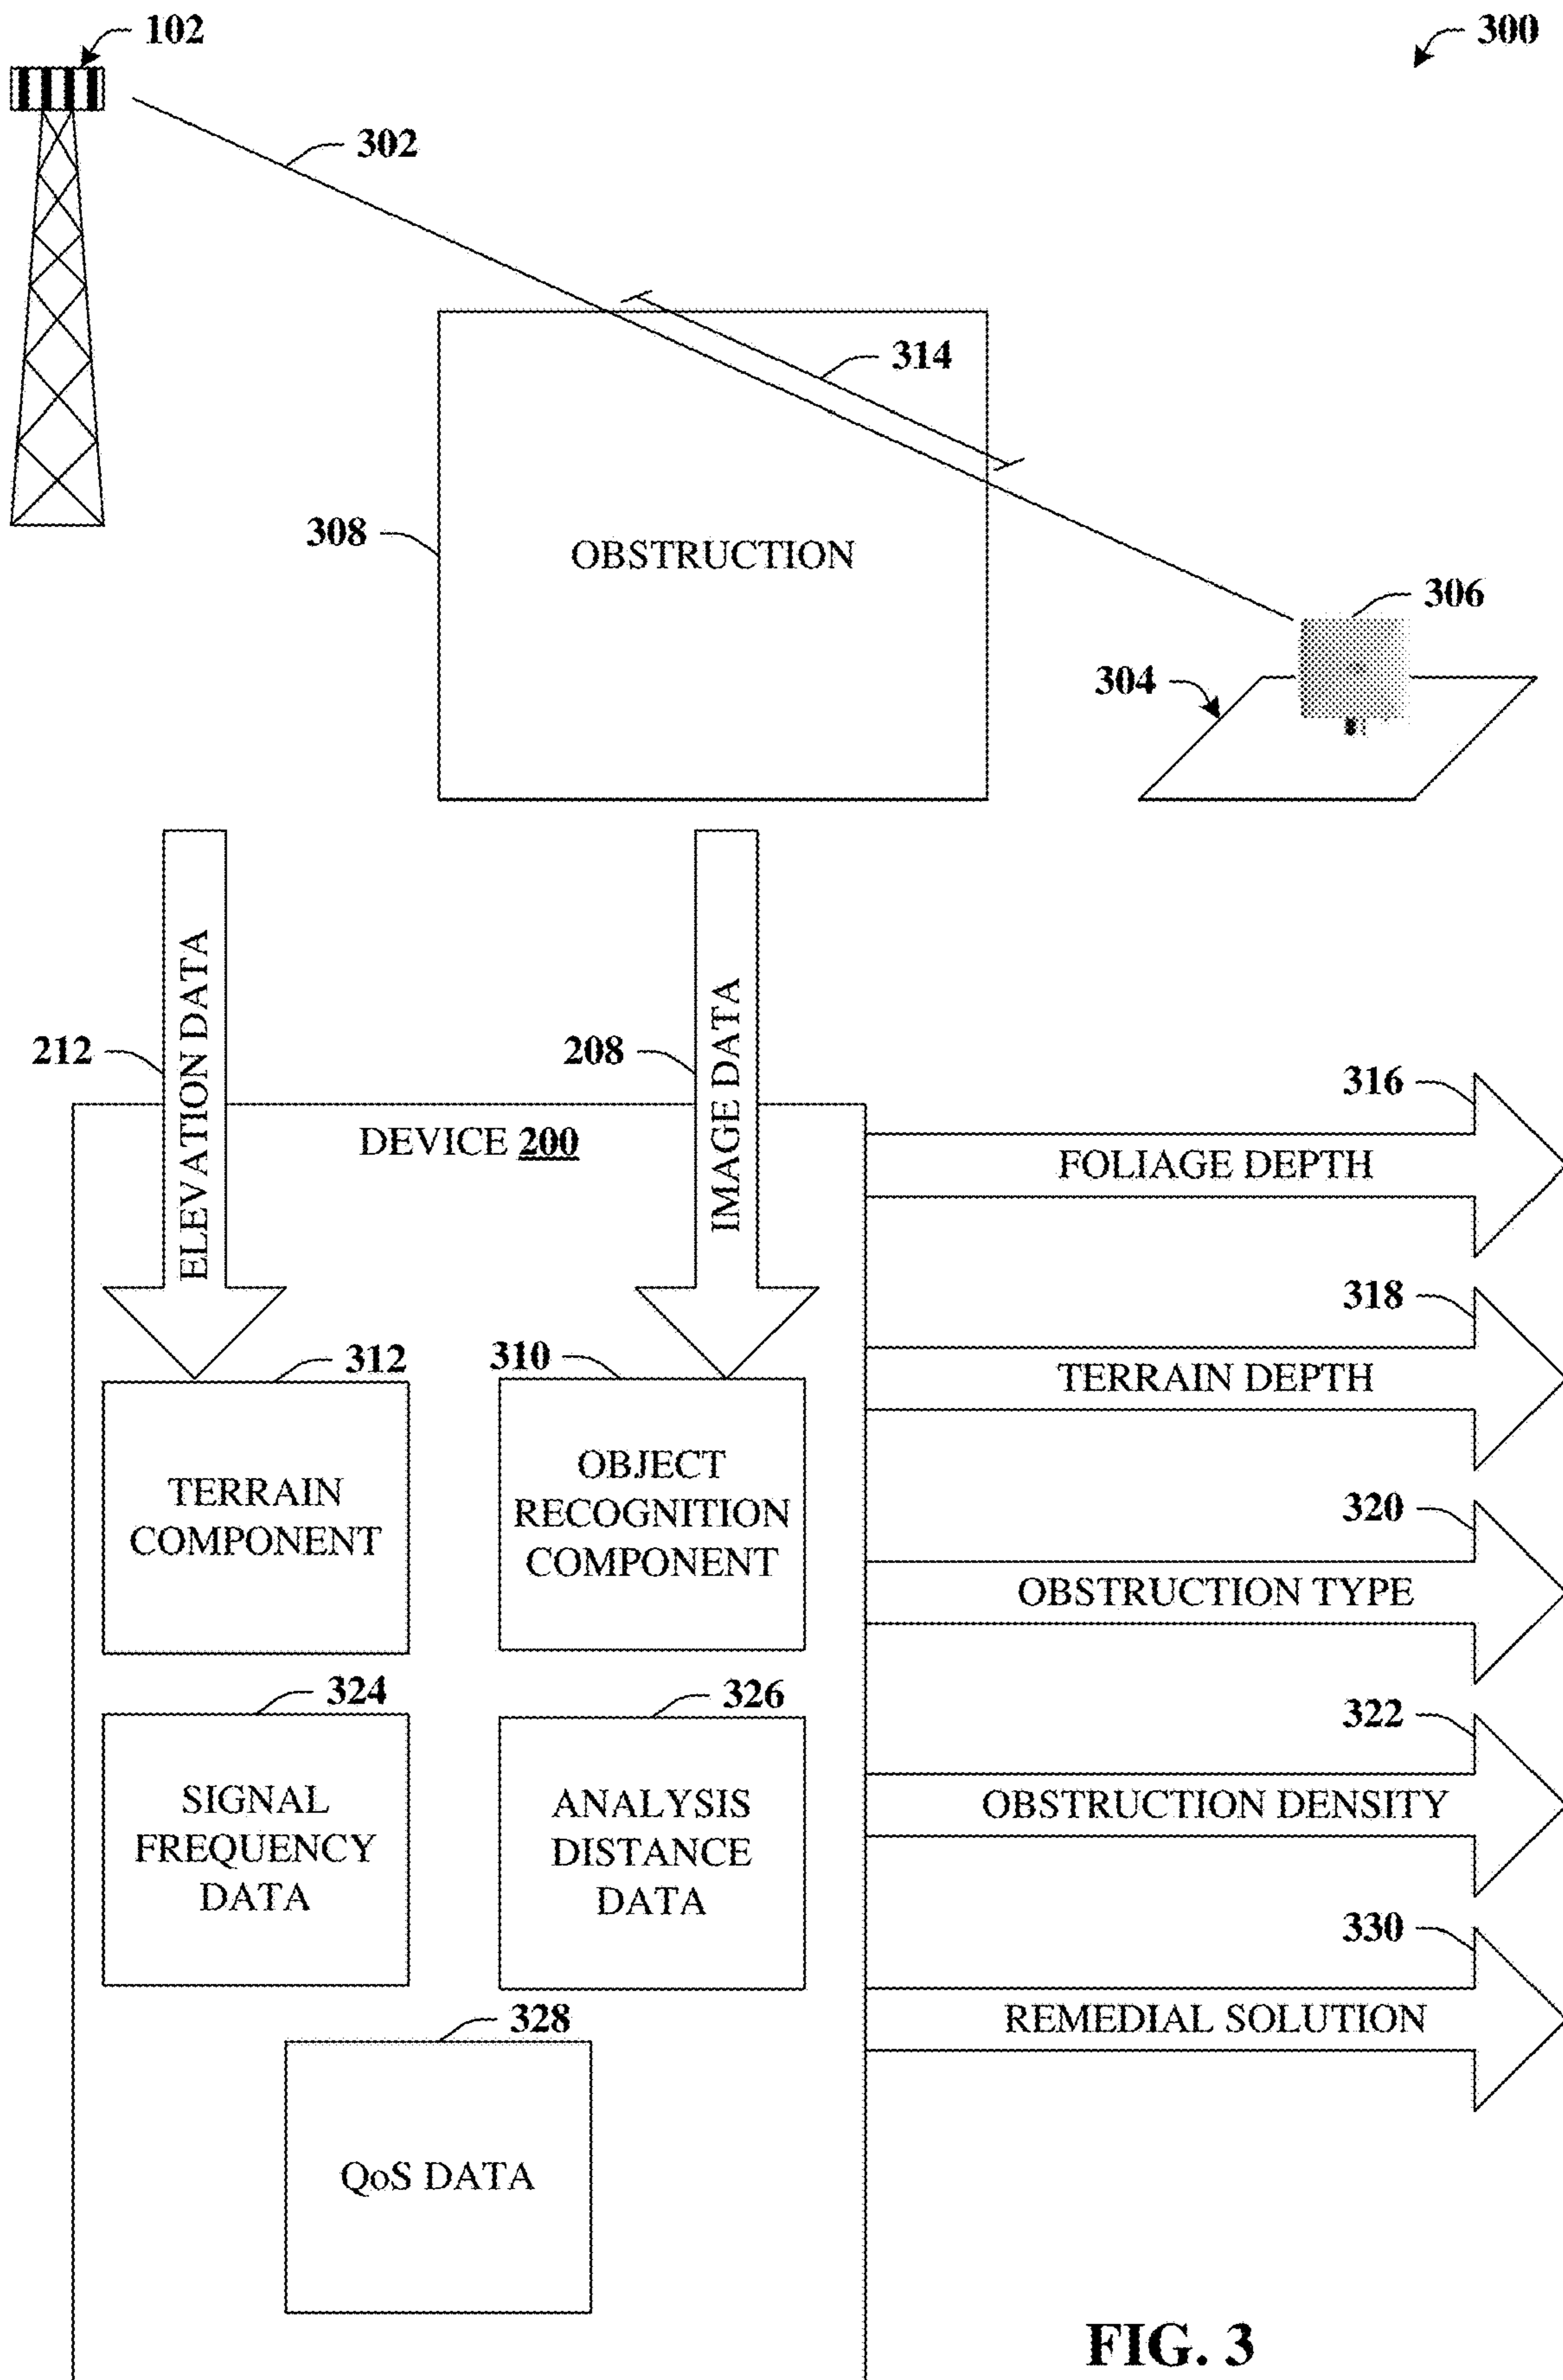 102
300
302
314
308
OBSTRUCTION
306
304
212
ELEVATION DATA
208
IMAGE DATA
DEVICE 200
316
FOLIAGE DEPTH
318
TERRAIN DEPTH
312
TERRAIN
COMPONENT
310
OBJECT
RECOGNITION
COMPONENT
320
OBSTRUCTION TYPE
324
SIGNAL
FREQUENCY
DATA
326
ANALYSIS
DISTANCE
DATA
322
OBSTRUCTION DENSITY
330
REMEDIAL SOLUTION
328
QoS DATA
FIG. 3